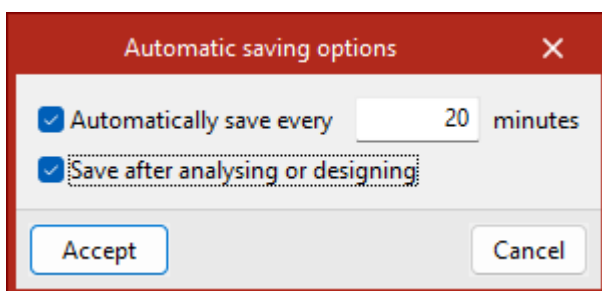 Automatic saving options
Automatically save every 20 minutes
Save after analysing or designing
Accept Cancel